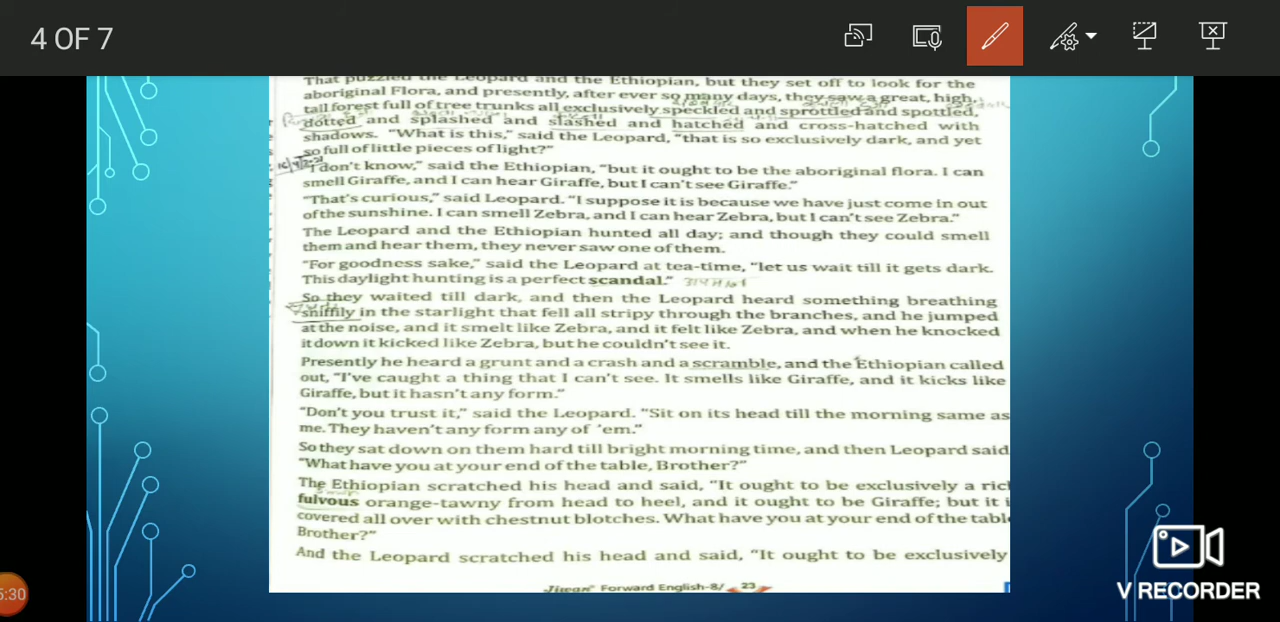 4 OF 7
That puzzled the Leopard and the Ethiopian, but they set off to look for the
aboriginal Flora, and presently, after ever so many days, they saw a great, high,
tall forest full of tree trunks all exclusively speckled and sprottled and spottled,
dotted and splashed and slashed and hatched and cross-hatched with
shadows. "What is this," said the Leopard, "that is so exclusively dark, and yet
so full of little pieces of light?"
"I don't know," said the Ethiopian, "but it ought to be the aboriginal flora. I can
smell Giraffe, and I can hear Giraffe, but I can't see Giraffe."
"That's curious," said Leopard. "I suppose it is because we have just come in out
of the sunshine. I can smell Zebra, and I can hear Zebra, but I can't see Zebra."
The Leopard and the Ethiopian hunted all day; and though they could smell
them and hear them, they never saw one of them.
"For goodness sake," said the Leopard at tea-time, "let us wait till it gets dark.
This daylight hunting is a perfect scandal."
So they waited till dark, and then the Leopard heard something breathing
sniffily in the starlight that fell all stripy through the branches, and he jumped
at the noise, and it smelt like Zebra, and it felt like Zebra, and when he knocked
it down it kicked like Zebra, but he couldn't see it.
Presently he heard a grunt and a crash and a scramble, and the Ethiopian called
out, "I've caught a thing that I can't see. It smells like Giraffe, and it kicks like
Giraffe, but it hasn't any form."
"Don't you trust it," said the Leopard. "Sit on its head till the morning same as
me. They haven't any form any of 'em."
So they sat down on them hard till bright morning time, and then Leopard said
"What have you at your end of the table, Brother?"
The Ethiopian scratched his head and said, "It ought to be exclusively a ric
fulvous orange-tawny from head to heel, and it ought to be Giraffe; but it i
covered all over with chestnut blotches. What have you at your end of the tabl
Brother?"
And the Leopard scratched his head and said, "It ought to be exclusively
Jiwan Forward English-8/ 23
5:30
V RECORDER